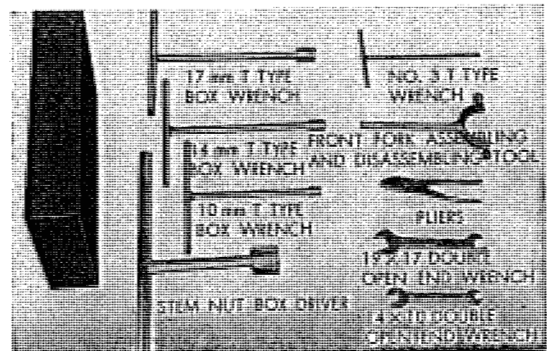 17 mm T TYPE
BOX WRENCH
NO. 3 T TYPE
WRENCH
14 mm T. TYPE
BOX WRENCH
FRONT FORK ASSEMBLING
AND DISASSEMBLING TOOL
10 mm T TYPE
BOX WRENCH
PLIERS
19 × 17 DOUBLE
OPEN END WRENCH
STEM NUT BOX DRIVER
14 × 10 DOUBLE
OPEN END WRENCH